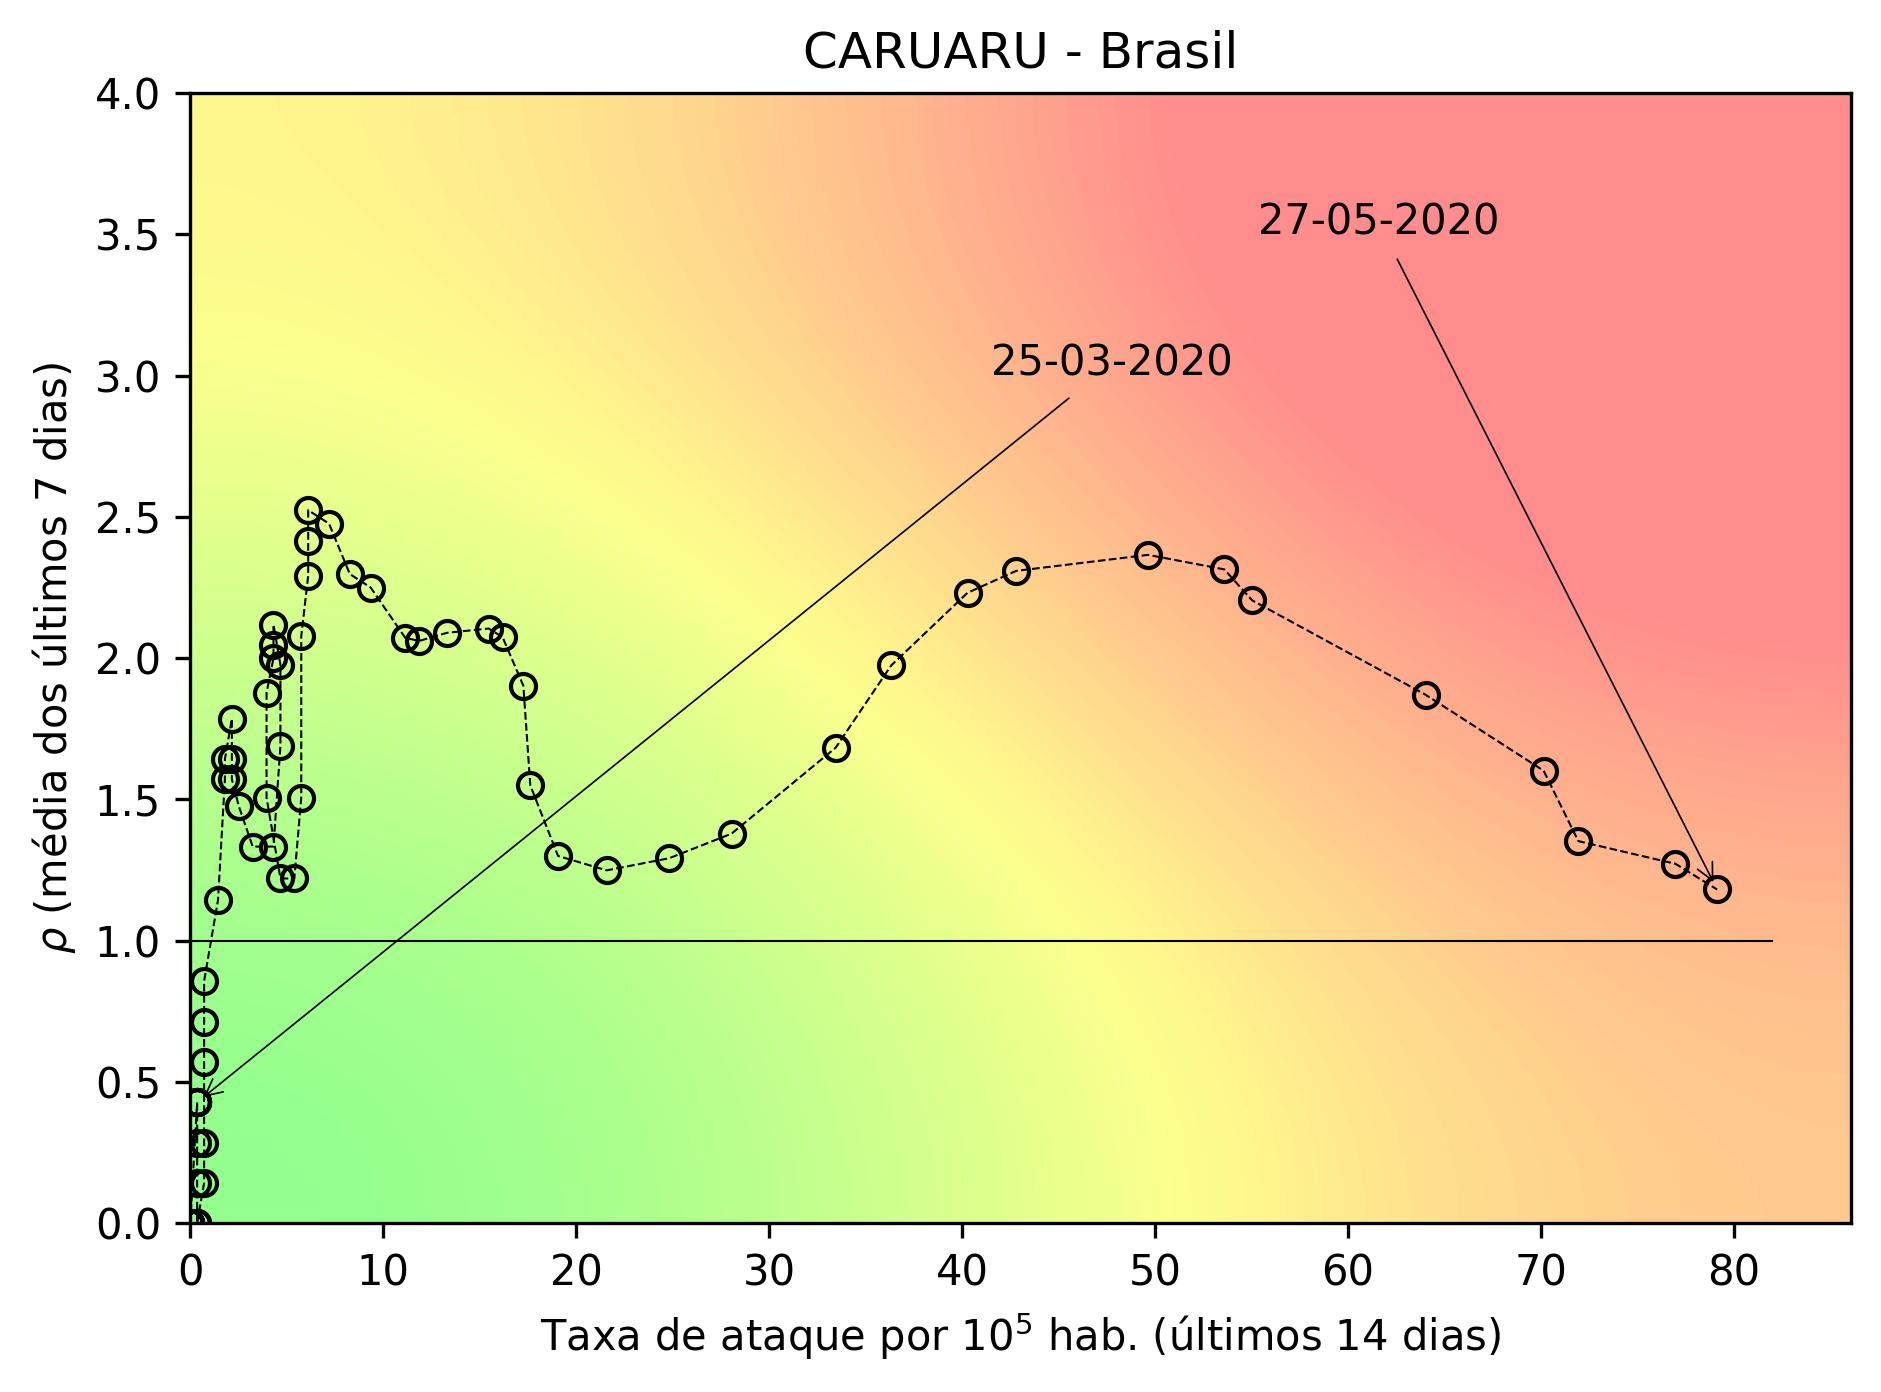 CARUARU - Brasil
4.0
3.5
3.0
2.5
2.0
1.5
1.0
0.5
0.0
ρ (média dos últimos 7 dias)
27-05-2020
25-03-2020
0 10 20 30 40 50 60 70 80
Taxa de ataque por 10⁵ hab. (últimos 14 dias)